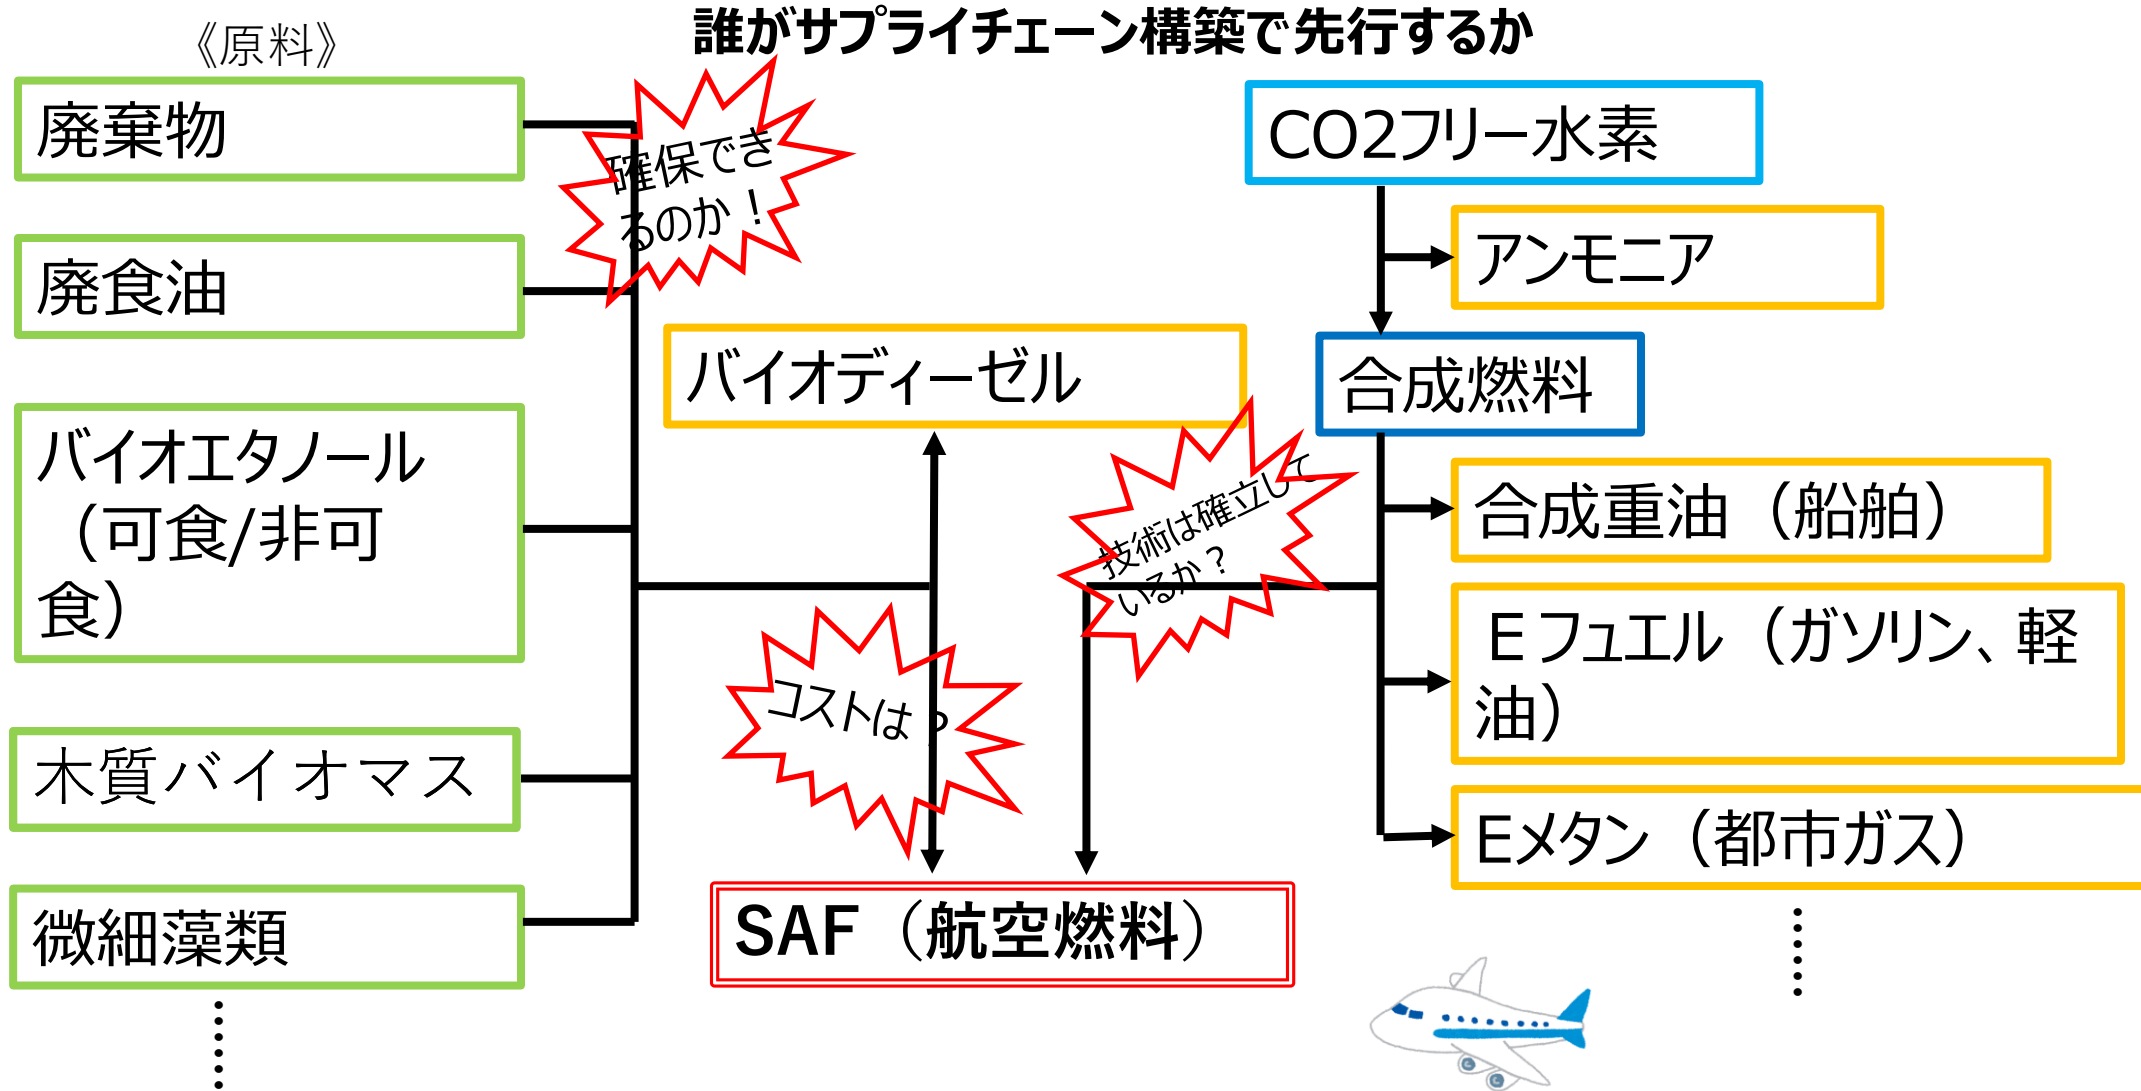 誰がサプライチェーン構築で先行するか
《原料》
廃棄物
廃食油
バイオエタノール
（可食/非可
食）
木質バイオマス
微細藻類
確保でき
るのか！
バイオディーゼル
コストは？
技術は確立して
いるか？
SAF（航空燃料）
CO2フリー水素
アンモニア
合成燃料
合成重油（船舶）
Ｅフュエル（ガソリン、軽
油）
Eメタン（都市ガス）